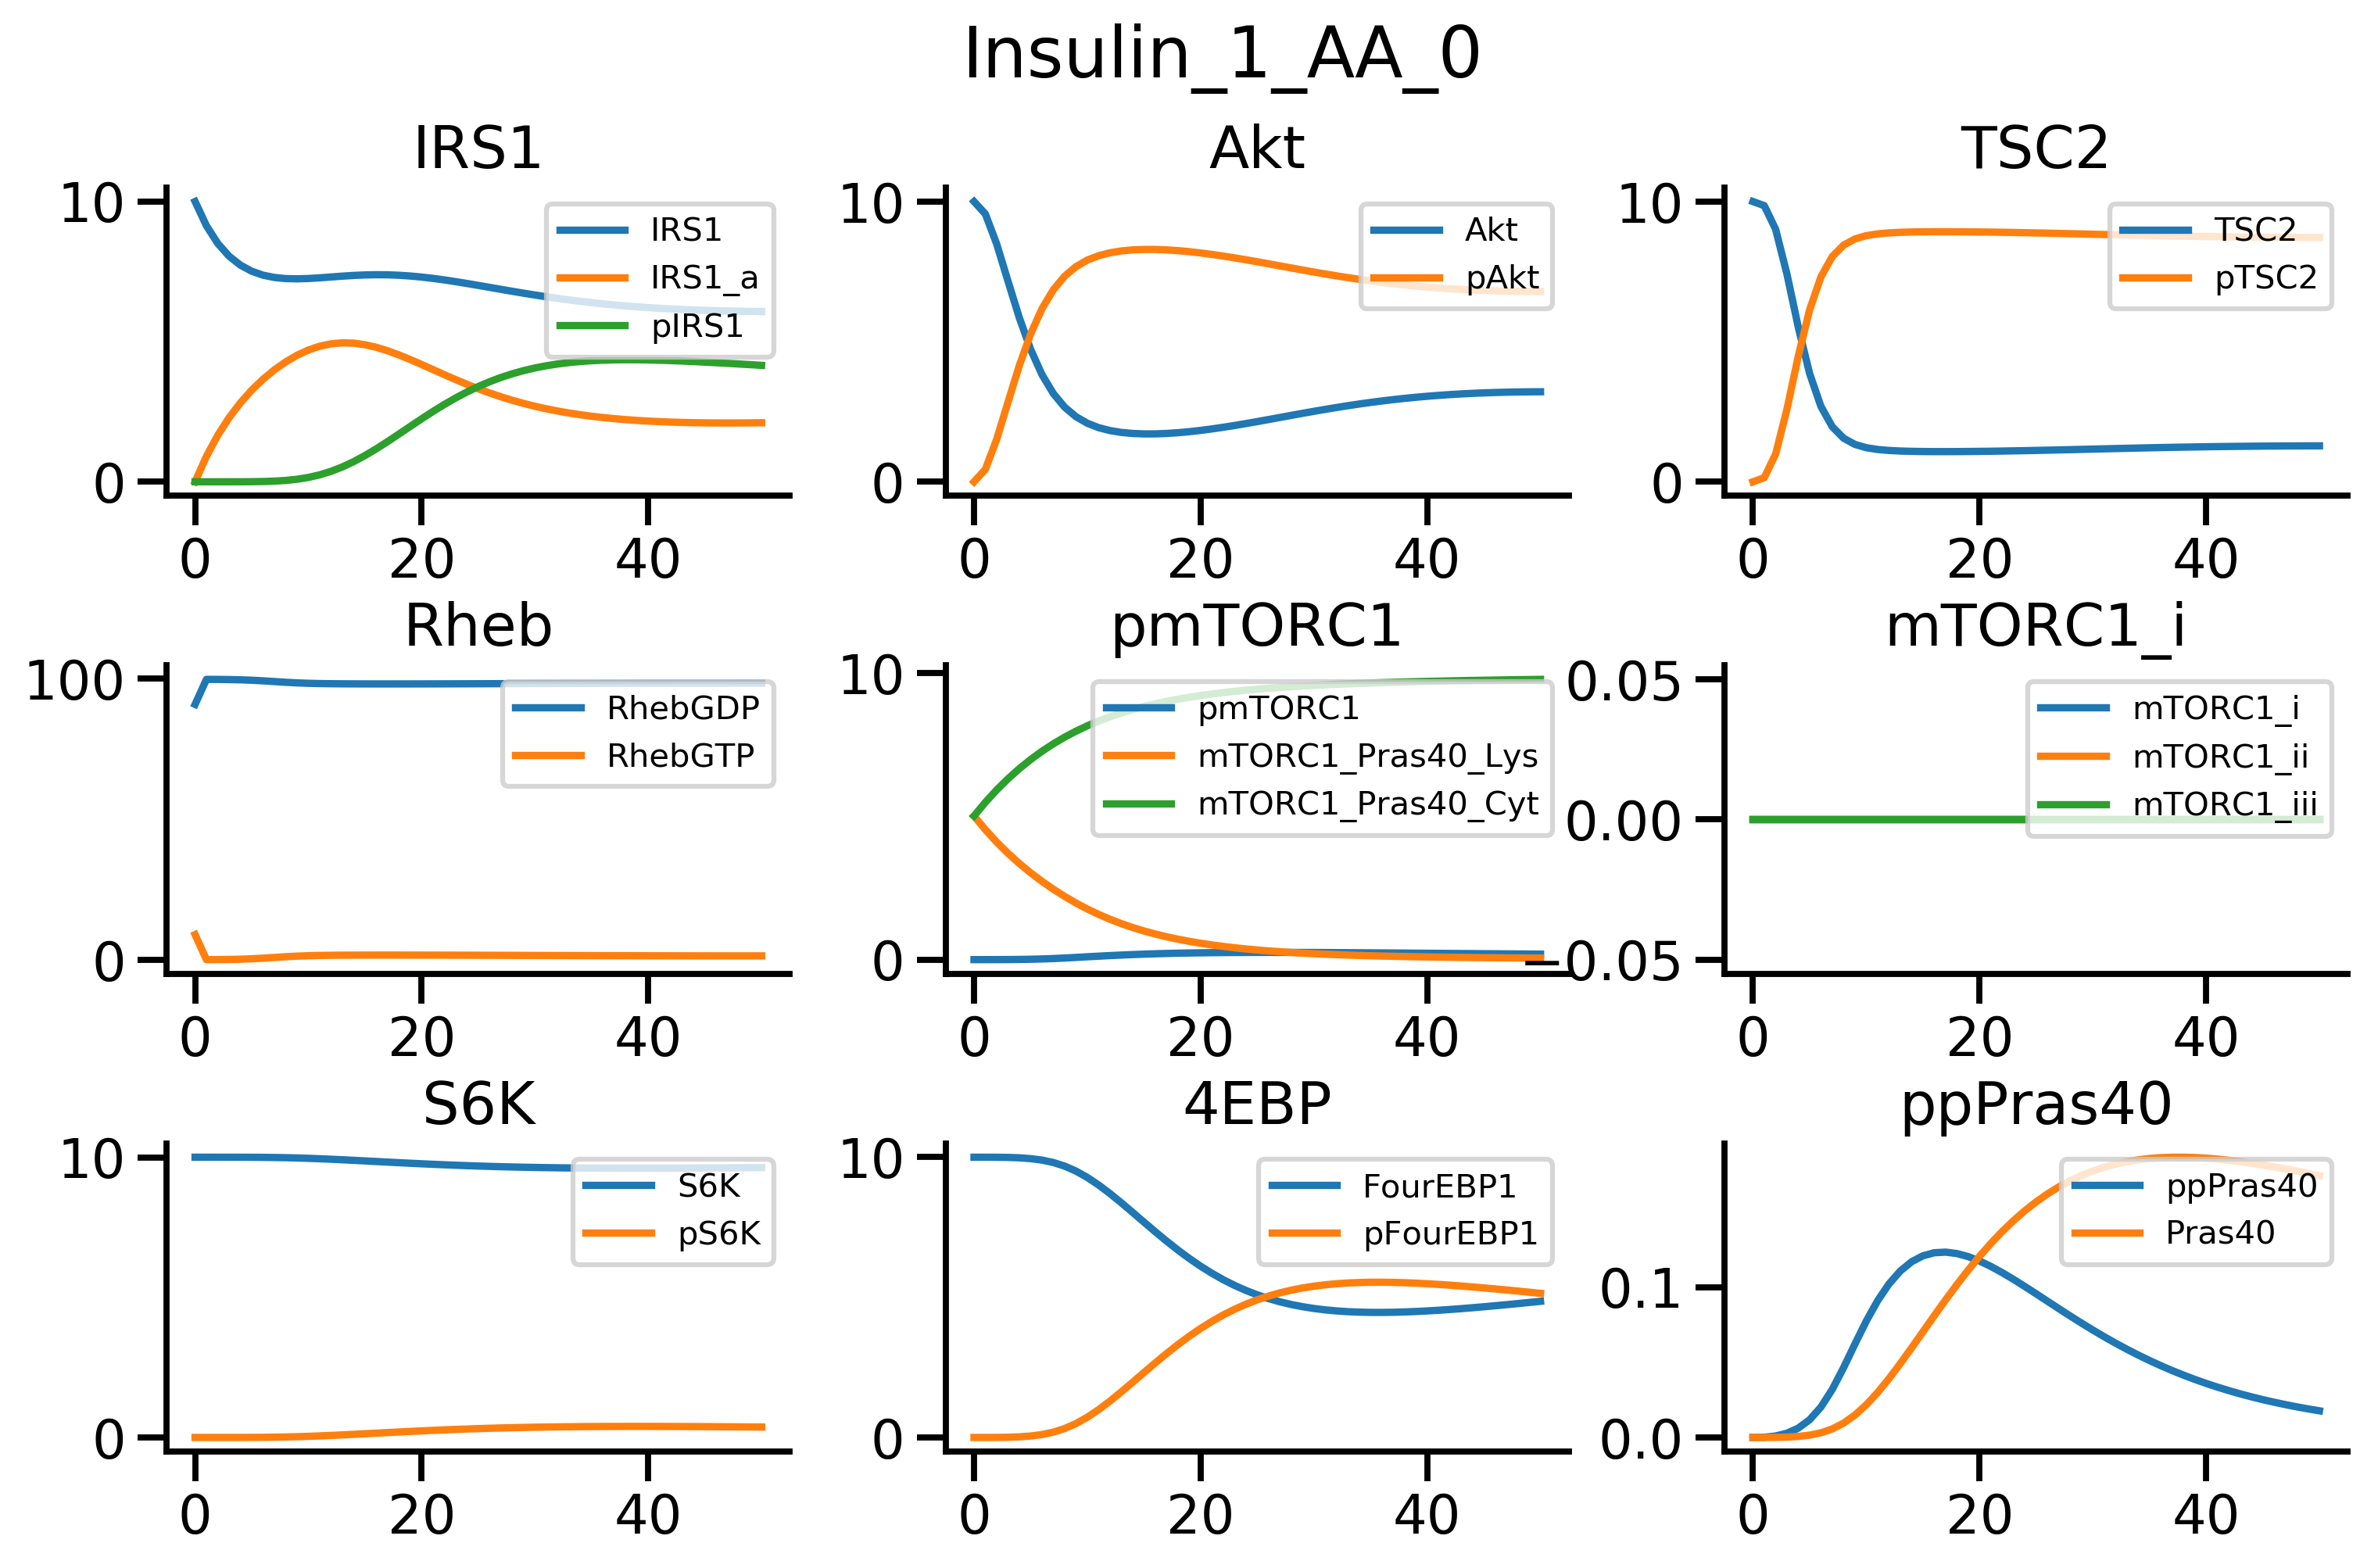 Insulin_1_AA_0
IRS1
10
0
0 20 40
IRS1
IRS1_a
pIRS1
Akt
10
0
0 20 40
Akt
pAkt
TSC2
10
0
0 20 40
TSC2
pTSC2
Rheb
100
0
0 20 40
RhebGDP
RhebGTP
pmTORC1
10
0
0 20 40
pmTORC1
mTORC1_Pras40_Lys
mTORC1_Pras40_Cyt
mTORC1_i
0.05
0.00
−0.05
0 20 40
mTORC1_i
mTORC1_ii
mTORC1_iii
S6K
10
0
0 20 40
S6K
pS6K
4EBP
10
0
0 20 40
FourEBP1
pFourEBP1
ppPras40
0.1
0.0
0 20 40
ppPras40
Pras40